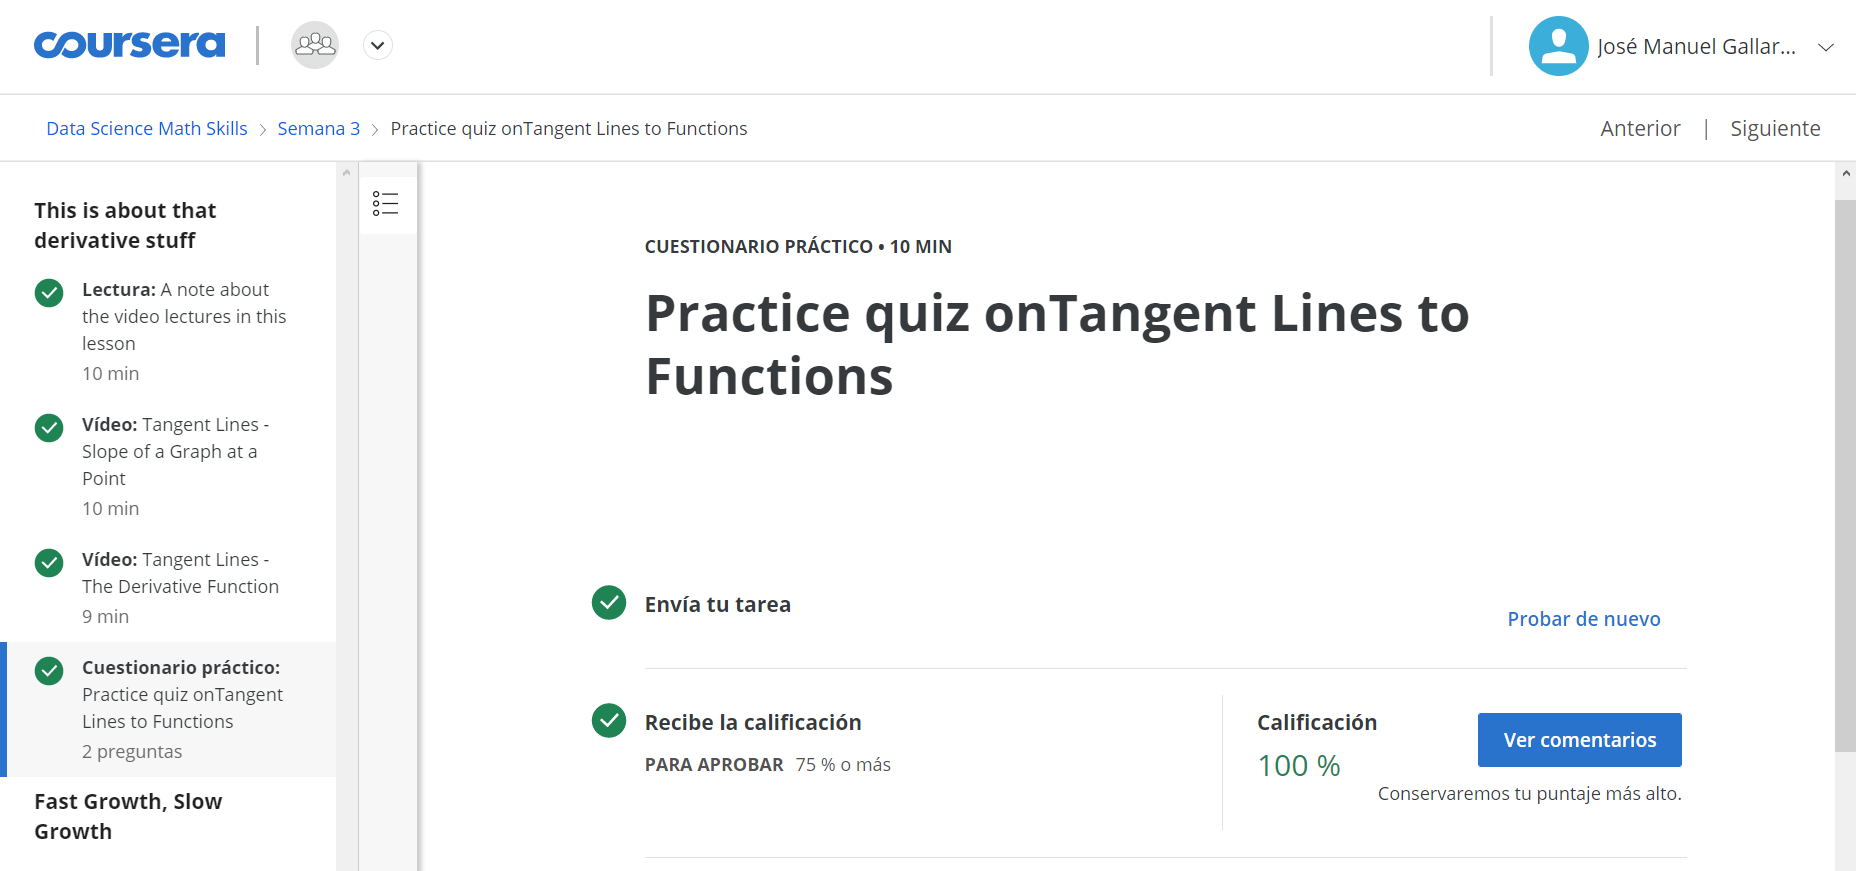 coursera
José Manuel Gallar...
Data Science Math Skills > Semana 3 > Practice quiz onTangent Lines to Functions
Anterior | Siguiente
This is about that
derivative stuff
Lectura: A note about
the video lectures in this
lesson
10 min
Vídeo: Tangent Lines -
Slope of a Graph at a
Point
10 min
Vídeo: Tangent Lines -
The Derivative Function
9 min
Cuestionario práctico:
Practice quiz onTangent
Lines to Functions
2 preguntas
Fast Growth, Slow
Growth
CUESTIONARIO PRÁCTICO • 10 MIN
Practice quiz onTangent Lines to
Functions
Envía tu tarea
Probar de nuevo
Recibe la calificación
PARA APROBAR 75 % o más
Calificación
100 %
Ver comentarios
Conservaremos tu puntaje más alto.